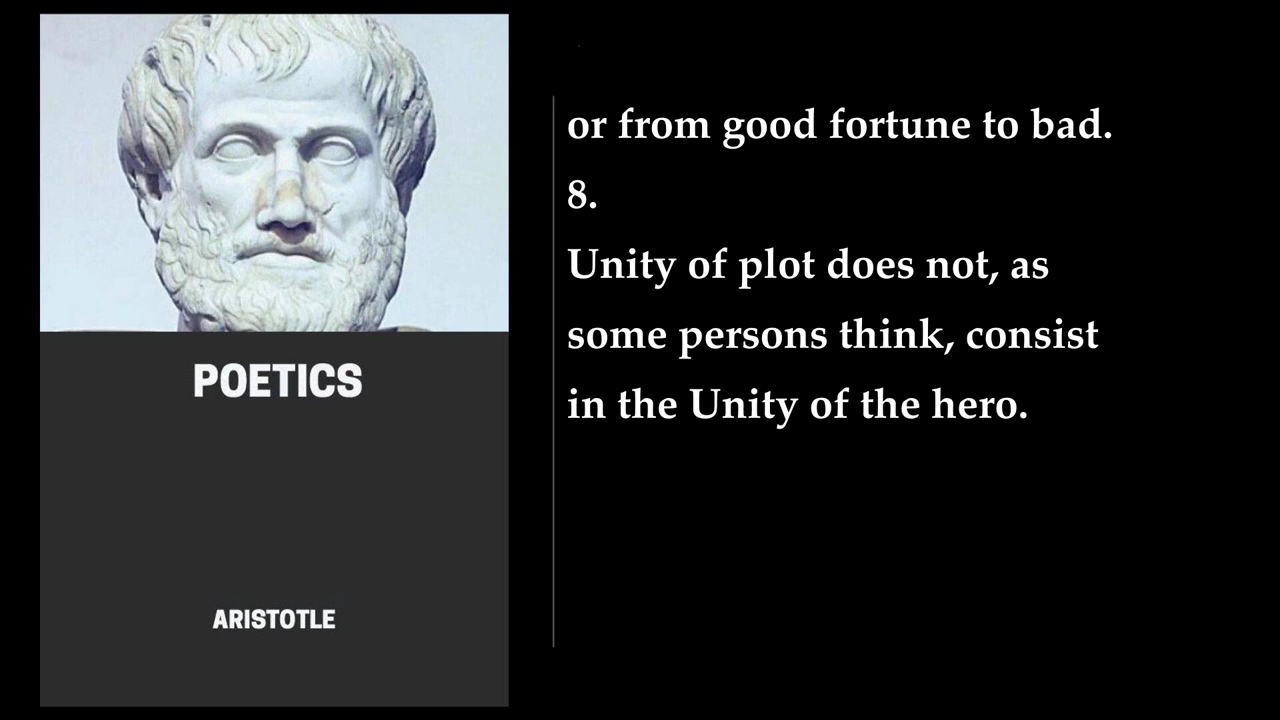 POETICS
ARISTOTLE
or from good fortune to bad.
8.
Unity of plot does not, as
some persons think, consist
in the Unity of the hero.